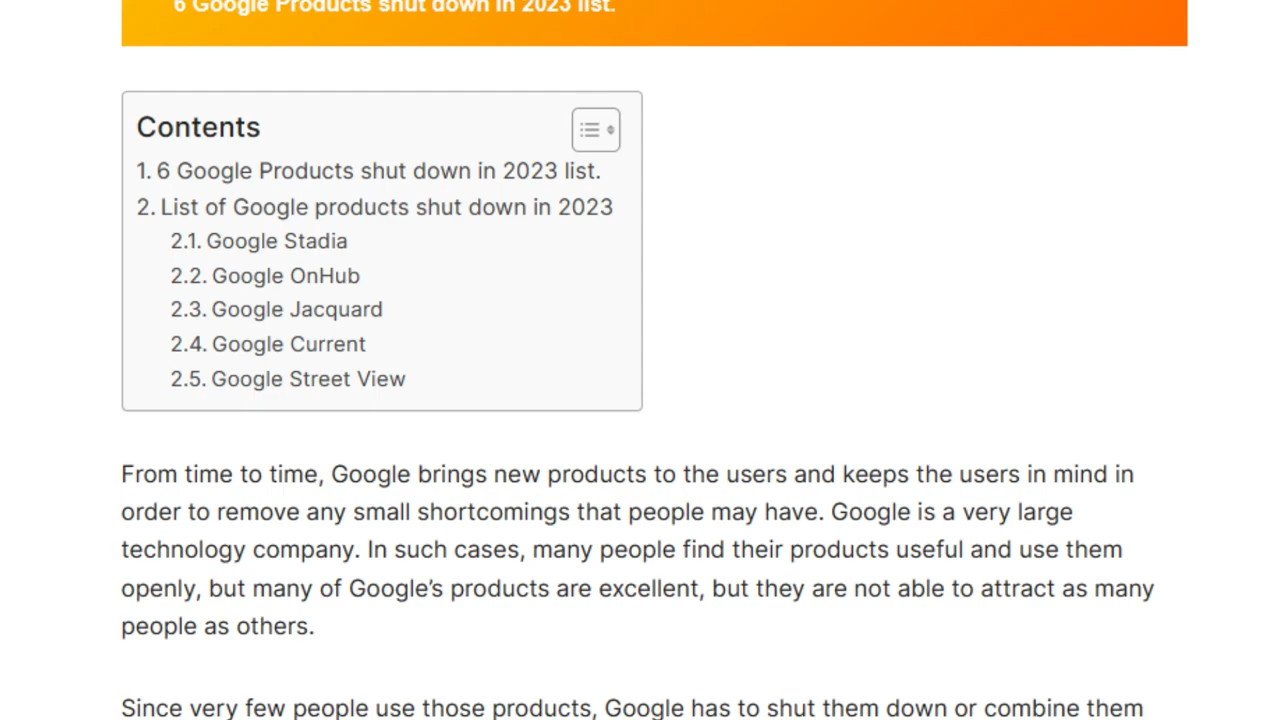 6 Google Products shut down in 2023 list.
Contents
1. 6 Google Products shut down in 2023 list.
2. List of Google products shut down in 2023
2.1. Google Stadia
2.2. Google OnHub
2.3. Google Jacquard
2.4. Google Current
2.5. Google Street View
From time to time, Google brings new products to the users and keeps the users in mind in
order to remove any small shortcomings that people may have. Google is a very large
technology company. In such cases, many people find their products useful and use them
openly, but many of Google’s products are excellent, but they are not able to attract as many
people as others.
Since very few people use those products, Google has to shut them down or combine them